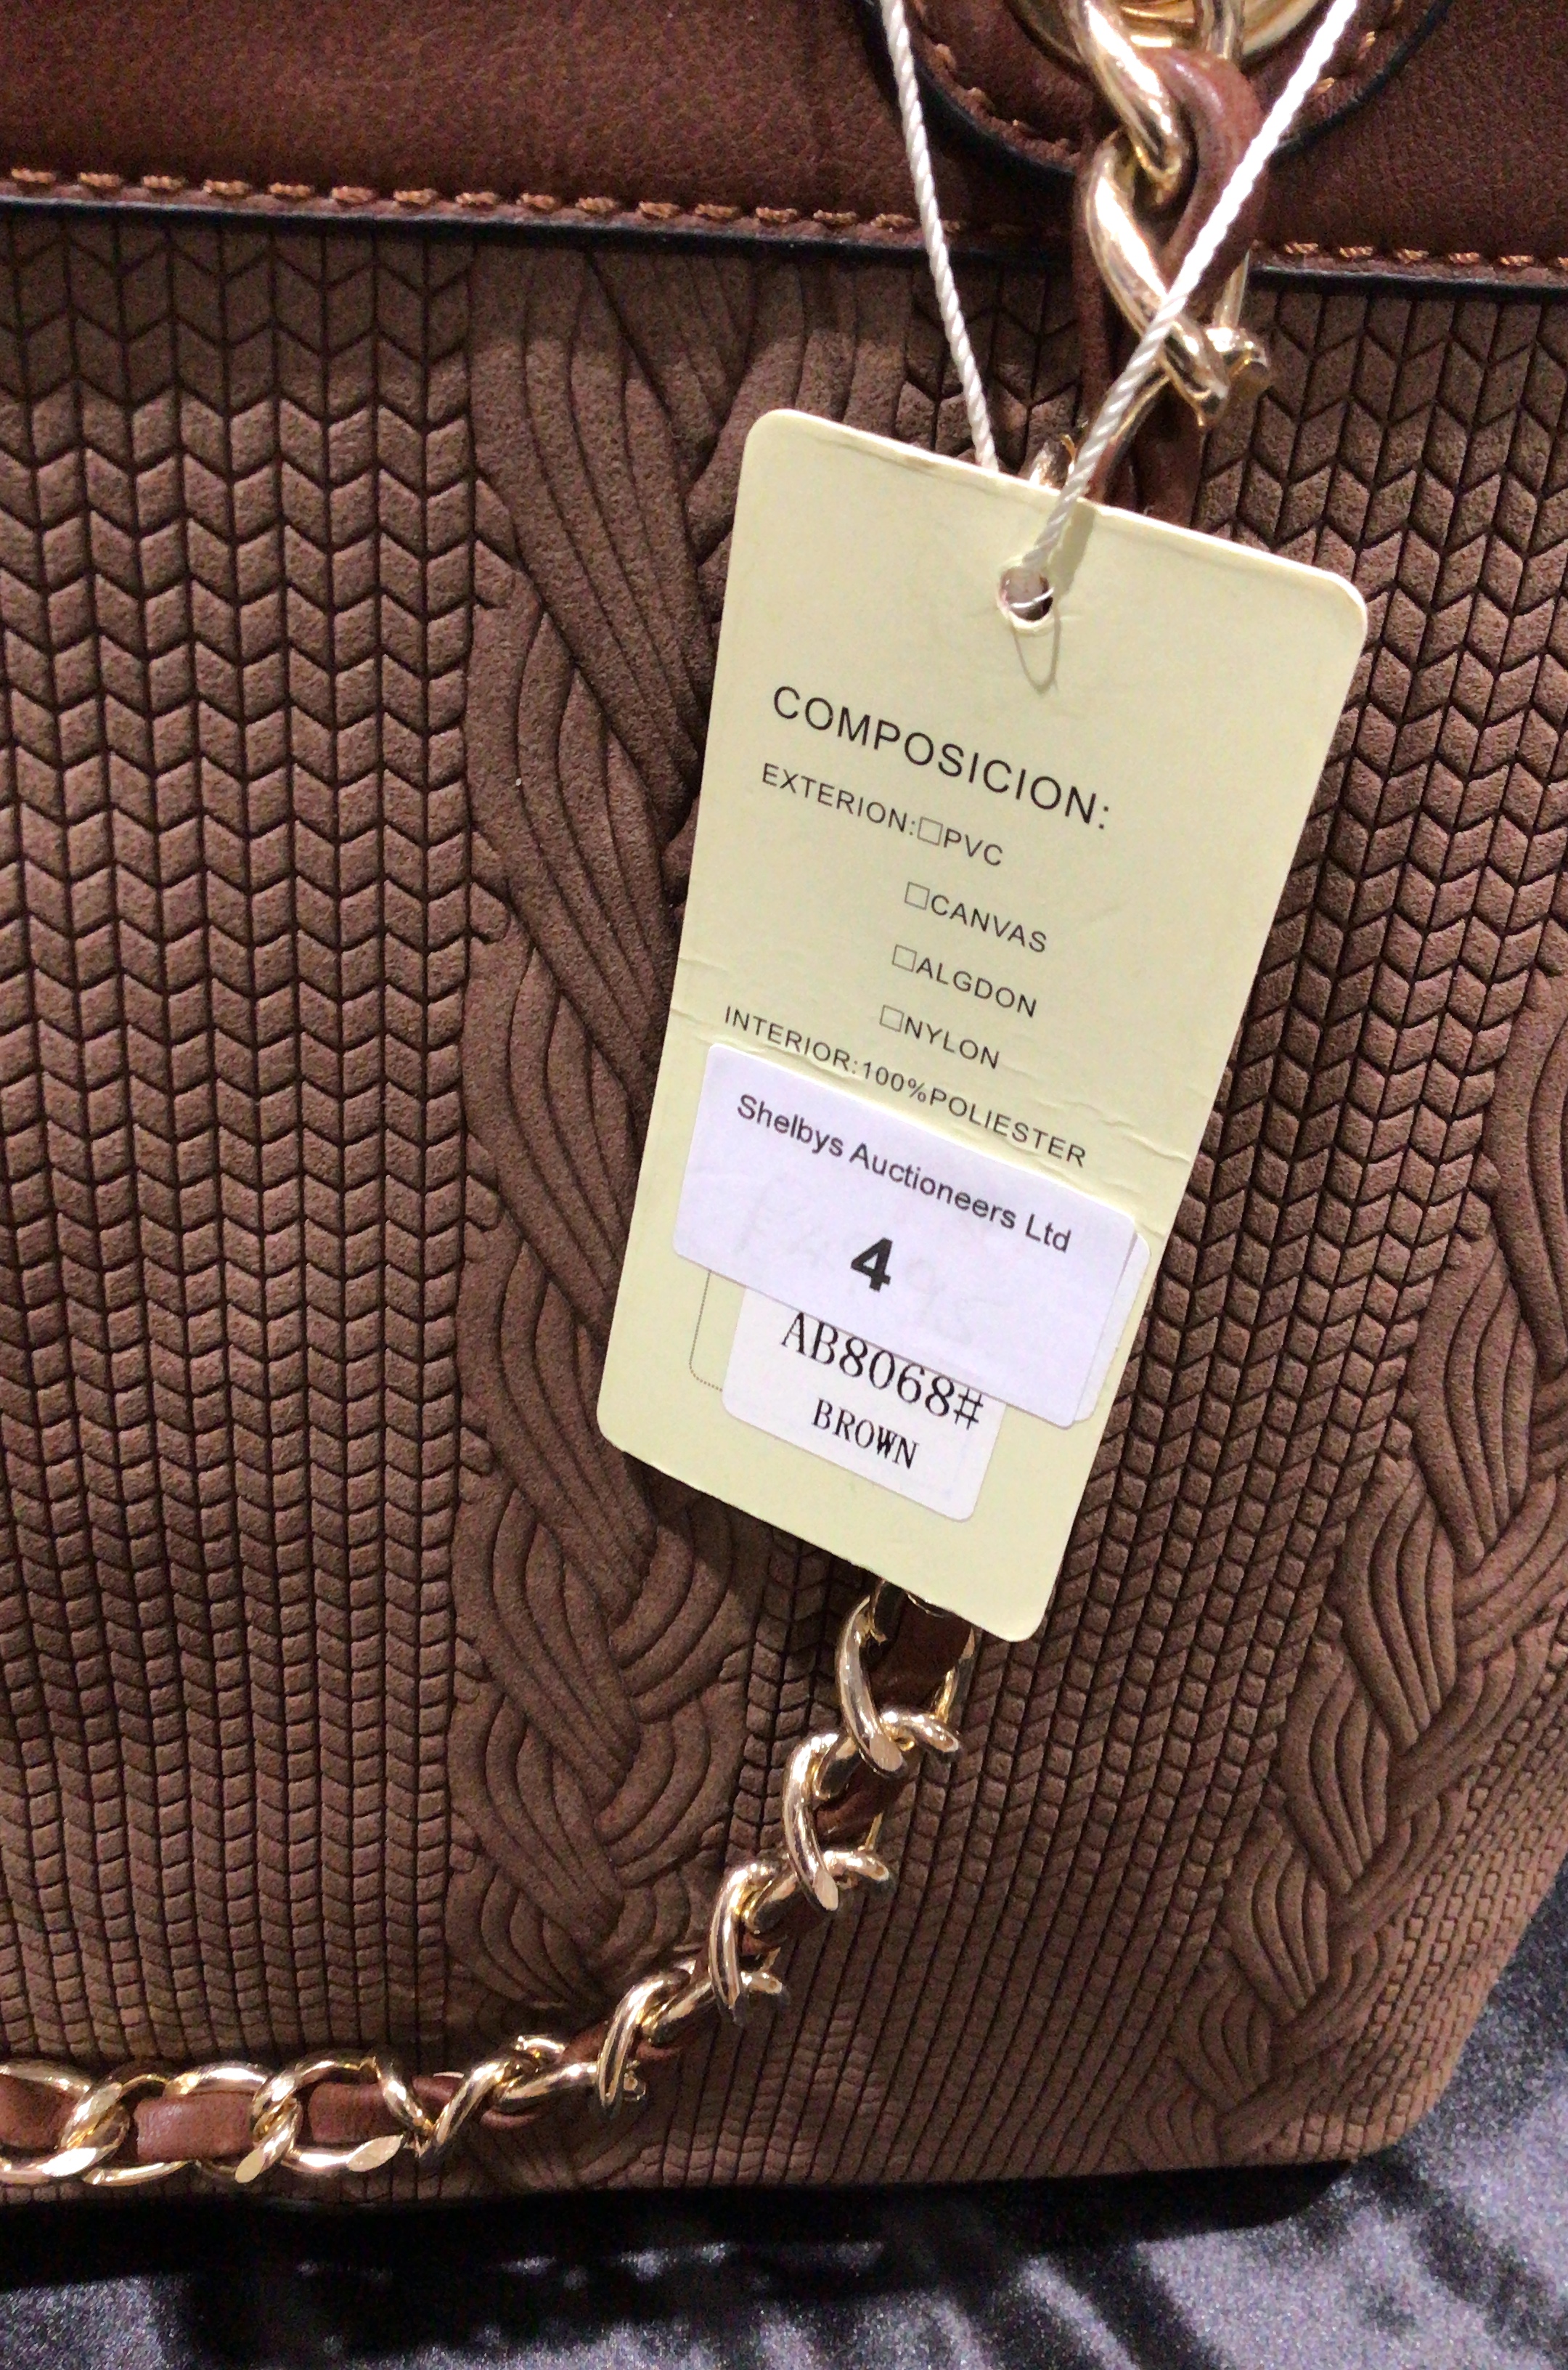 COMPOSICION:
EXTERION:□PVC
□CANVAS
□ALGDON
□NYLON
INTERIOR:100%POLIESTER
Shelbys Auctioneers Ltd
4
AB8068#
BROWN